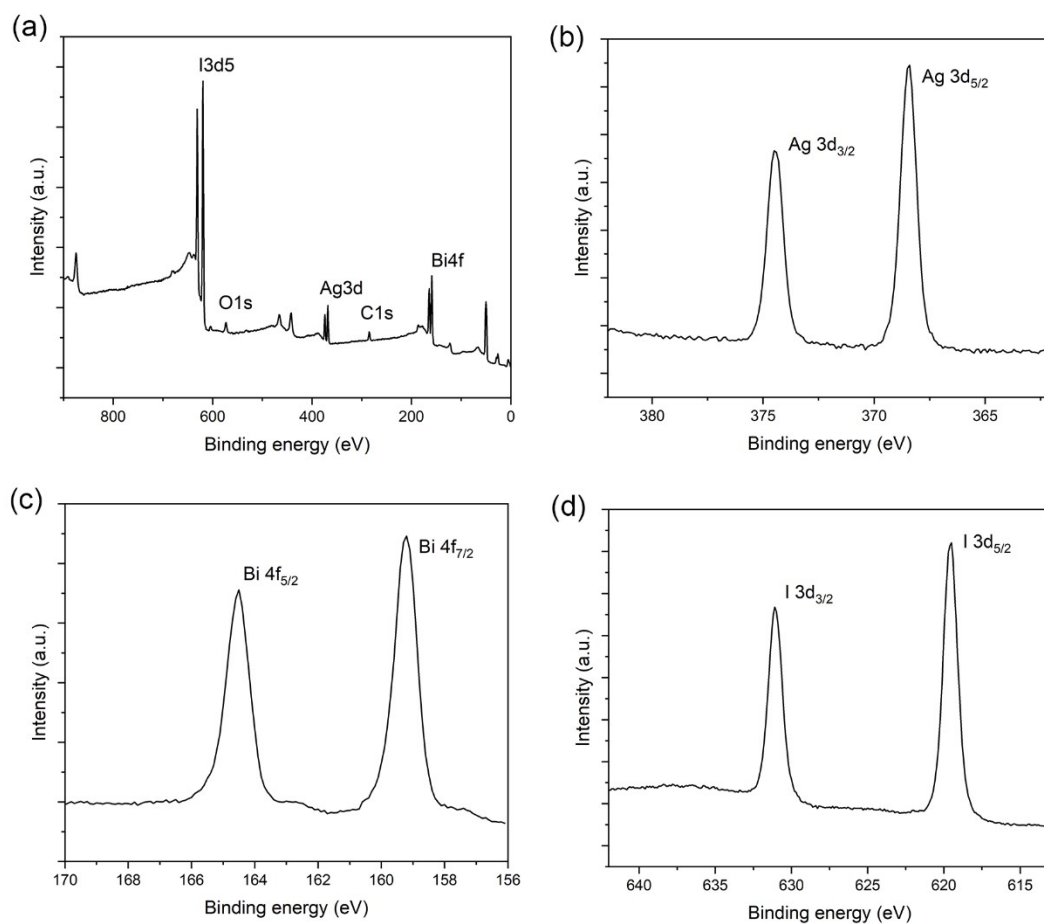 (a)
I3d5
O1s
Ag3d
C1s
Bi4f
Intensity (a.u.)
800 600 400 200 0
Binding energy (eV)
(b)
Ag 3d5/2
Ag 3d3/2
Intensity (a.u.)
380 375 370 365
Binding energy (eV)
(c)
Bi 4f7/2
Bi 4f5/2
Intensity (a.u.)
170 168 166 164 162 160 158 156
Binding energy (eV)
(d)
I 3d5/2
I 3d3/2
Intensity (a.u.)
640 635 630 625 620 615
Binding energy (eV)